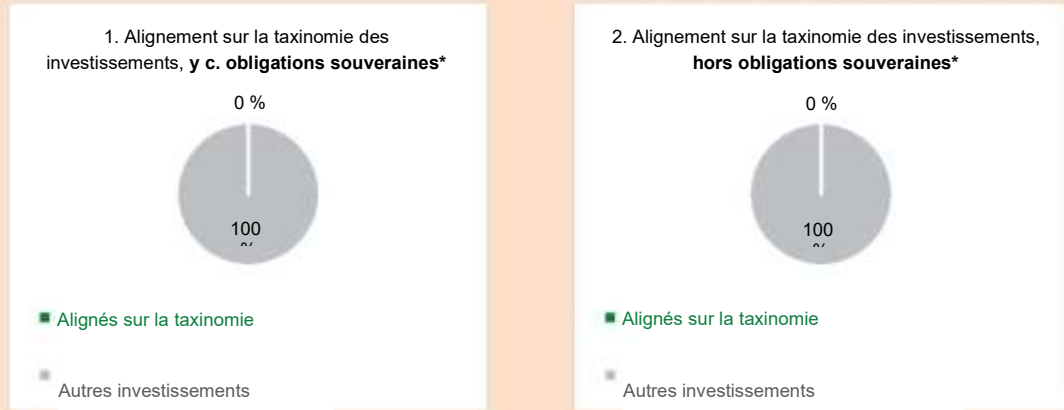 1. Alignement sur la taxinomie des
investissements, y c. obligations souveraines*
0 %
100
%
Alignés sur la taxinomie
Autres investissements
2. Alignement sur la taxinomie des investissements,
hors obligations souveraines*
0 %
100
%
Alignés sur la taxinomie
Autres investissements